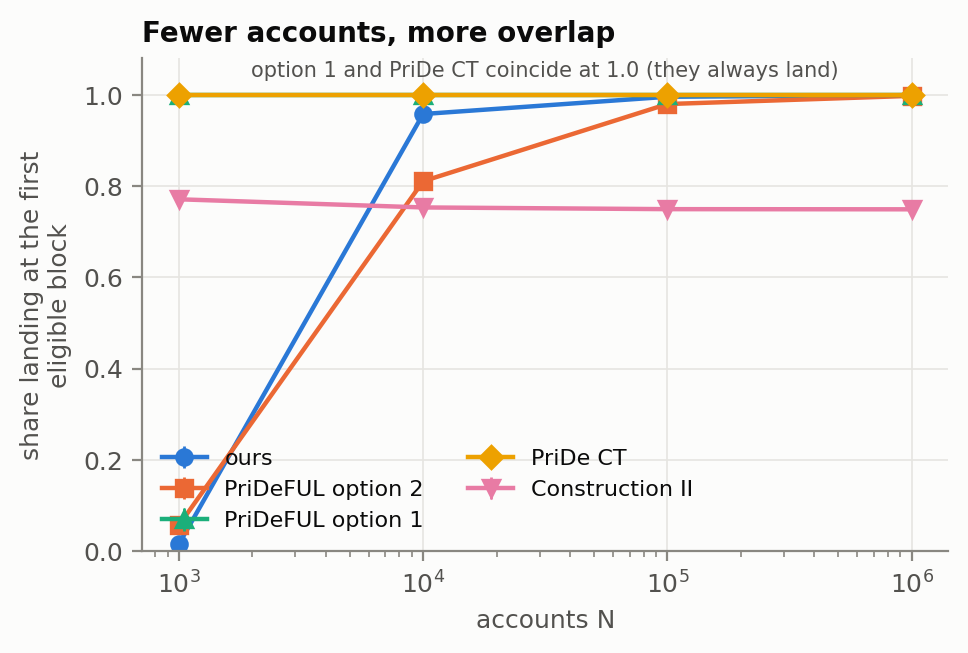 Fewer accounts, more overlap
option 1 and PriDe CT coincide at 1.0 (they always land)
share landing at the first
eligible block
1.0
0.8
0.6
0.4
0.2
0.0
ours
PriDeFUL option 2
PriDeFUL option 1
PriDe CT
Construction II
10³
10⁴
10⁵
10⁶
accounts N